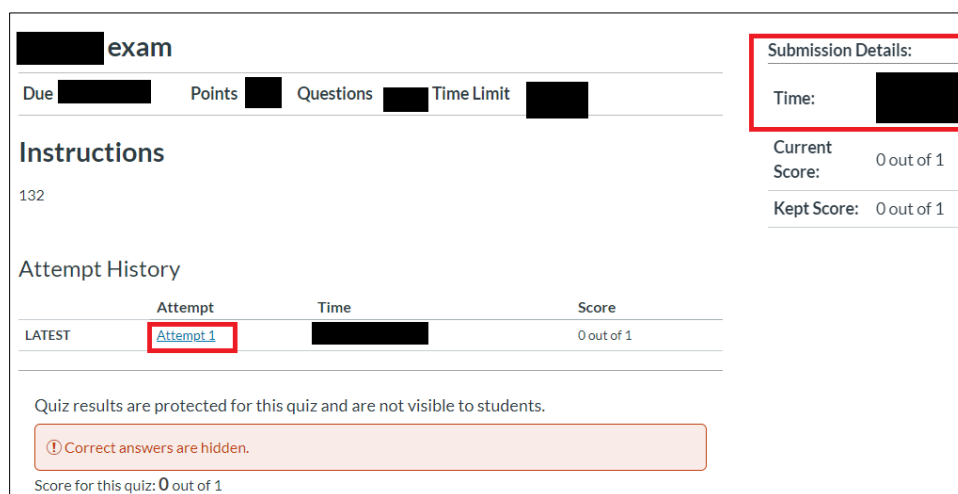 exam
Due Points Questions Time Limit
Instructions
132
Attempt History
Attempt Time Score
LATEST Attempt 1 0 out of 1
Quiz results are protected for this quiz and are not visible to students.
Correct answers are hidden.
Score for this quiz: 0 out of 1
Submission Details:
Time:
Current Score: 0 out of 1
Kept Score: 0 out of 1